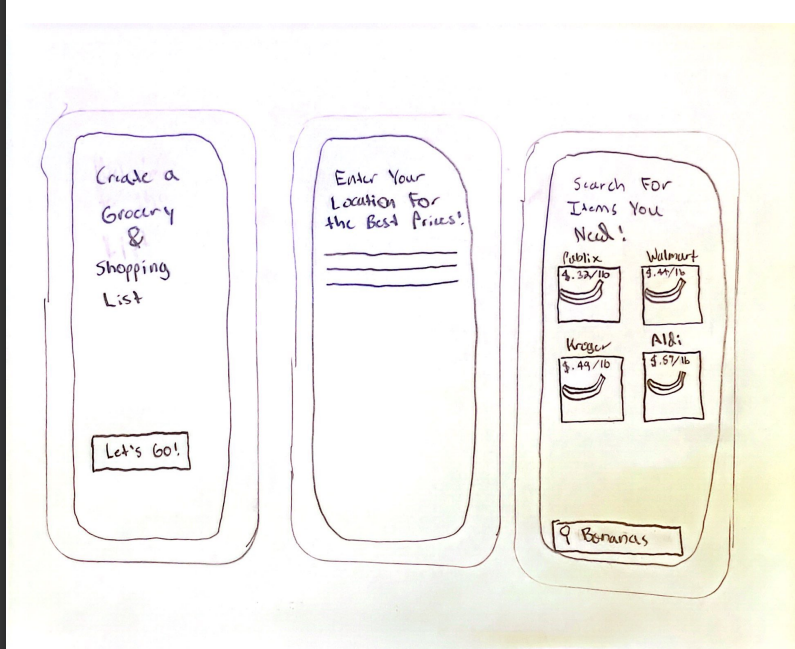 Create a
Grocery
&
Shopping
List
Let's Go!
Enter Your
Location For
the Best Prices!
Search For
Items You
Need!
Publix
Walmart
$.32/lb
$.44/lb
Kroger
Aldi
$.49/lb
$.57/lb
Bananas